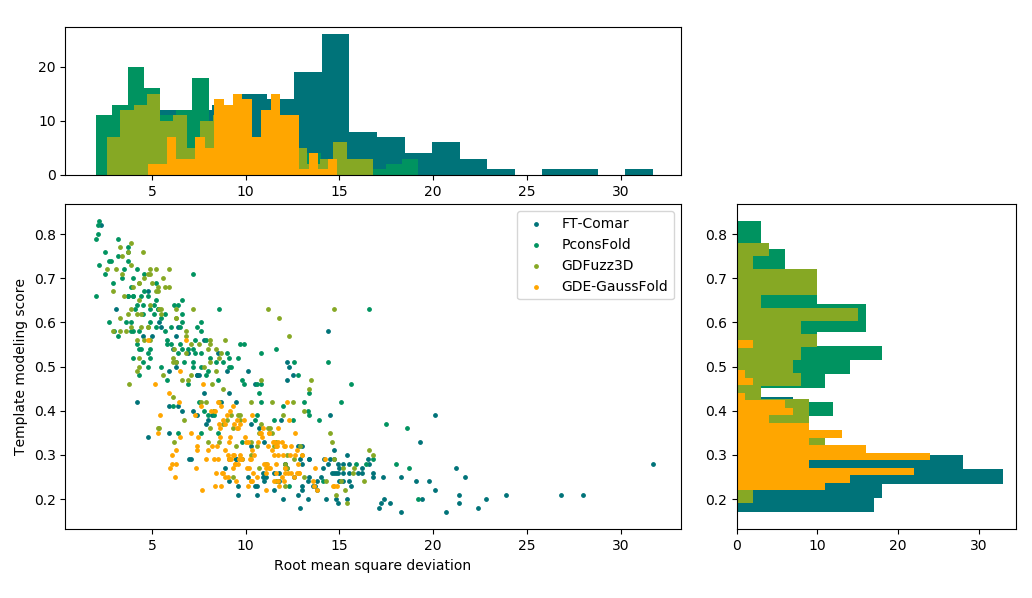 20
10
0
5 10 15 20 25 30
FT-Comar
PconsFold
GDFuzz3D
GDE-GaussFold
Template modeling score
0.8
0.7
0.6
0.5
0.4
0.3
0.2
5 10 15 20 25 30
Root mean square deviation
0.8
0.7
0.6
0.5
0.4
0.3
0.2
0 10 20 30